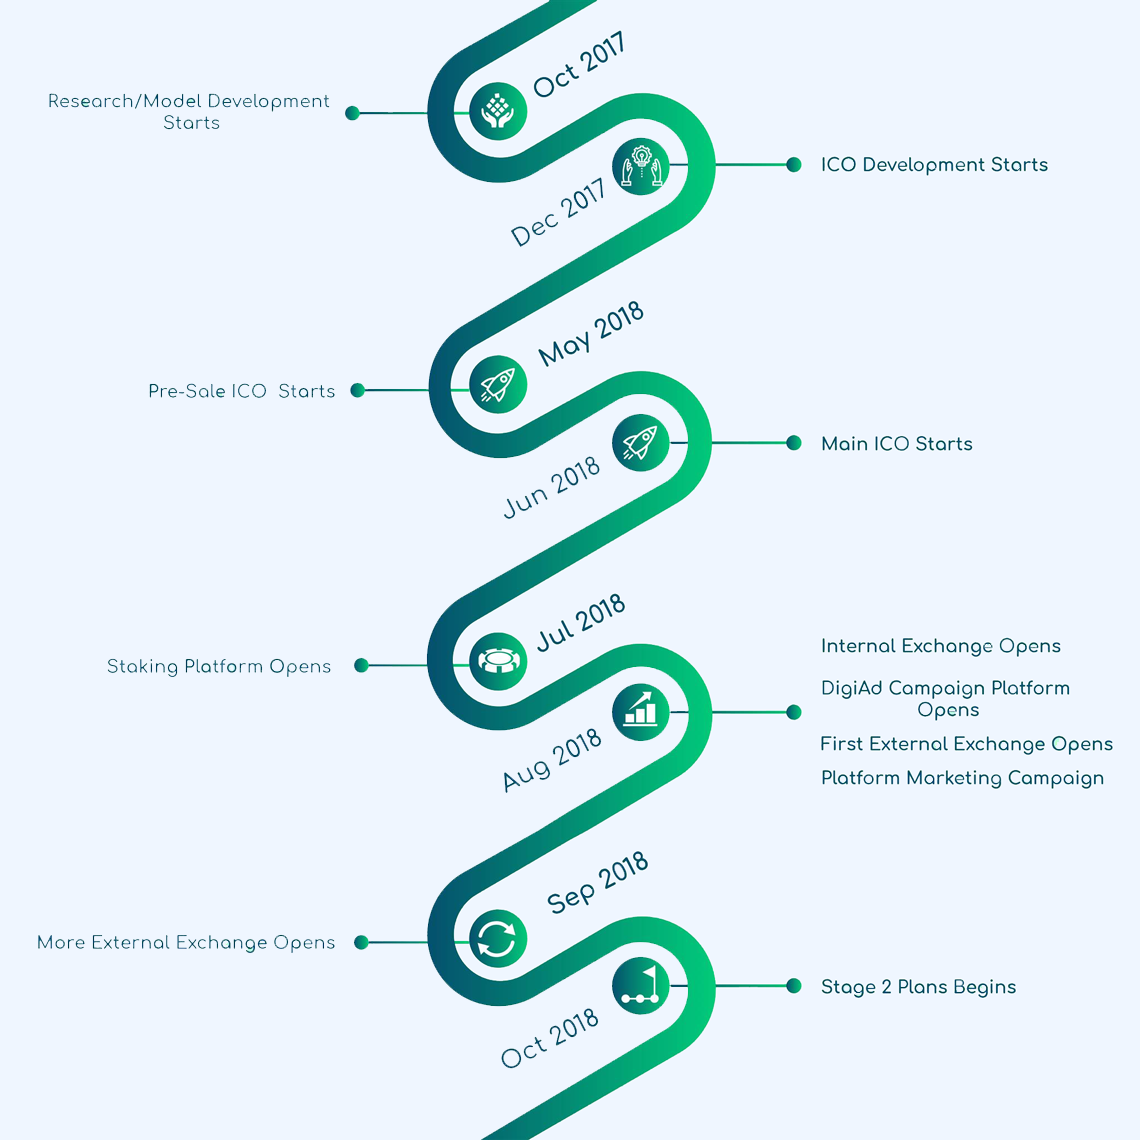 Oct 2017
Research/Model Development
Starts
ICO Development Starts
Dec 2017
May 2018
Pre-Sale ICO Starts
Main ICO Starts
Jun 2018
Jul 2018
Staking Platform Opens
Internal Exchange Opens
DigiAd Campaign Platform
Opens
First External Exchange Opens
Platform Marketing Campaign
Aug 2018
Sep 2018
More External Exchange Opens
Stage 2 Plans Begins
Oct 2018